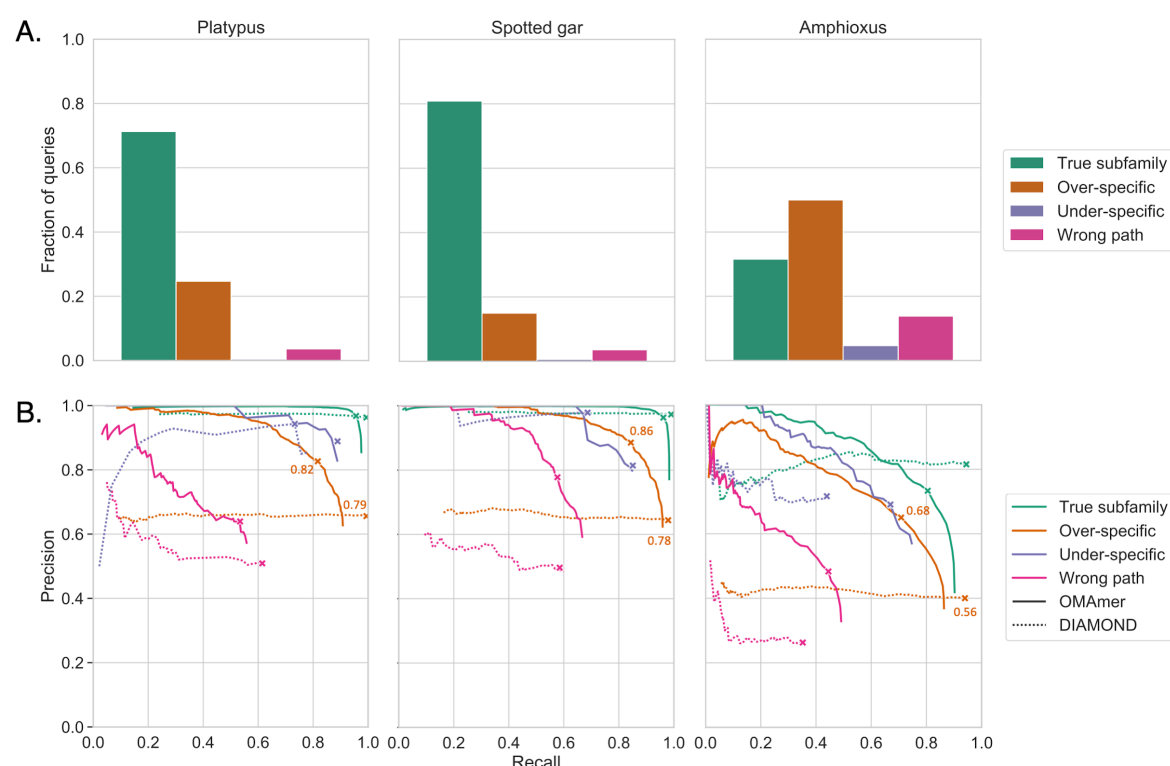 A.
Platypus
Spotted gar
Amphioxus
1.0
0.8
0.6
0.4
0.2
0.0
Fraction of queries
True subfamily
Over-specific
Under-specific
Wrong path
B.
1.0
0.8
0.6
0.4
0.2
0.0
Precision
0.82
0.79
0.86
0.78
0.68
0.56
0.0 0.2 0.4 0.6 0.8 1.0
0.0 0.2 0.4 0.6 0.8 1.0
0.0 0.2 0.4 0.6 0.8 1.0
Recall
True subfamily
Over-specific
Under-specific
Wrong path
OMAmer
DIAMOND